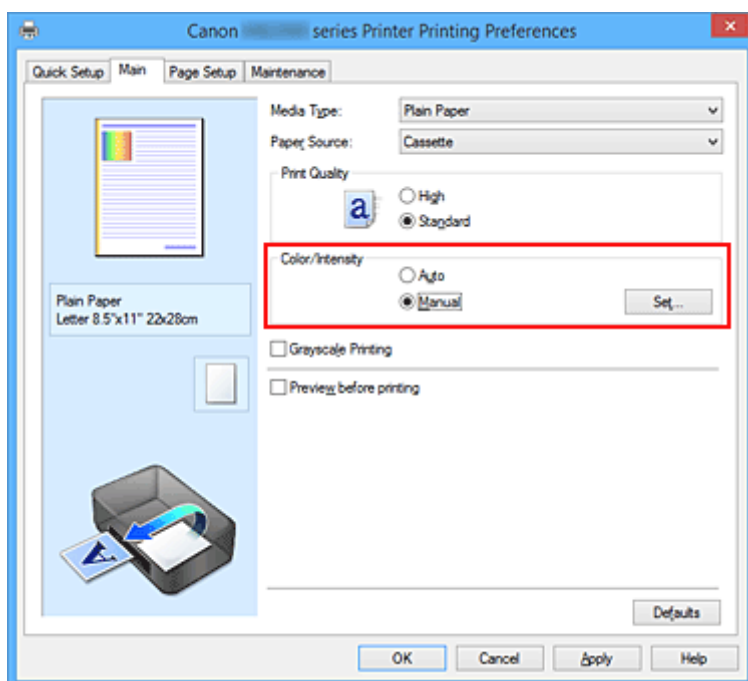 Canon series Printer Printing Preferences
Quick Setup Main Page Setup Maintenance
Media Type: Plain Paper
Paper Source: Cassette
Print Quality
a
High
Standard
Color/Intensity
Auto
Manual Set...
Plain Paper
Letter 8.5"x11" 22x28cm
Grayscale Printing
Preview before printing
A
Defaults
OK Cancel Apply Help